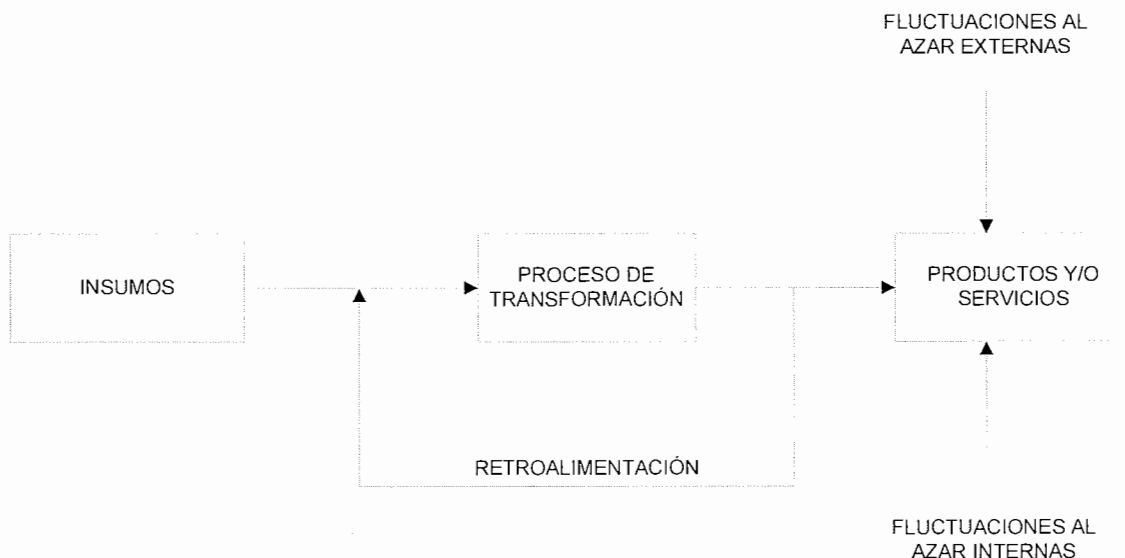 FLUCTUACIONES AL
AZAR EXTERNAS
INSUMOS
PROCESO DE
TRANSFORMACIÓN
PRODUCTOS Y/O
SERVICIOS
RETROALIMENTACIÓN
FLUCTUACIONES AL
AZAR INTERNAS